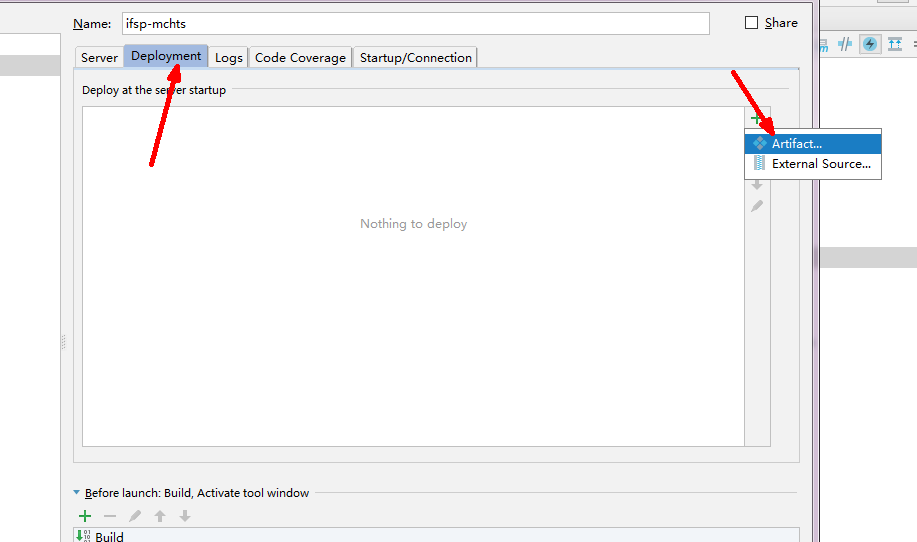 Name: ifsp-mchts Share
Server Deployment Logs Code Coverage Startup/Connection
Deploy at the server startup
Artifact...
External Source...
Nothing to deploy
Before launch: Build, Activate tool window
Build